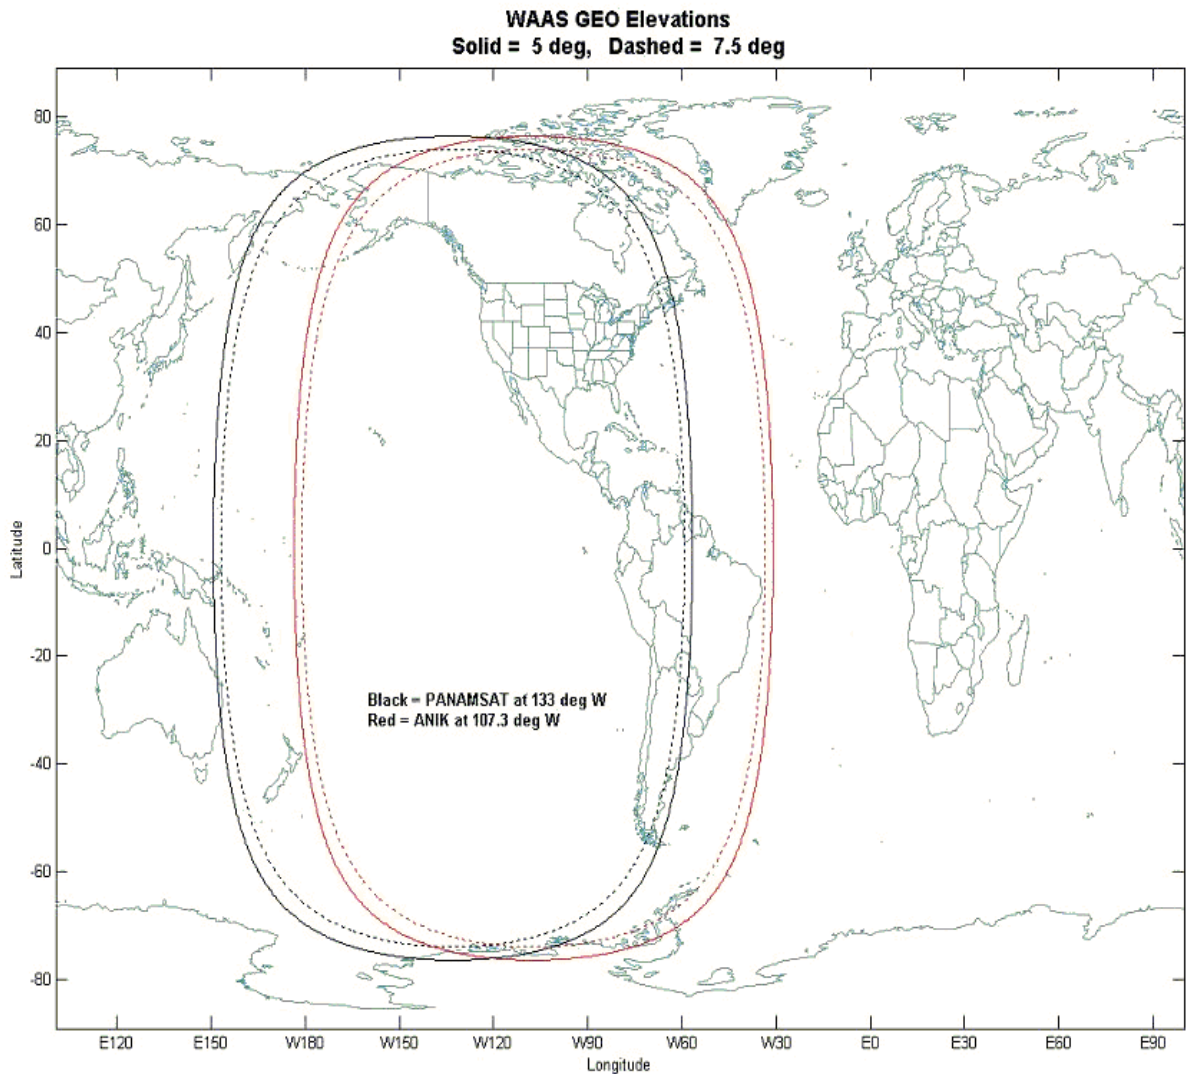 WAAS GEO Elevations
Solid = 5 deg, Dashed = 7.5 deg
80
60
40
20
0
-20
-40
-60
-80
Latitude
Black = PANAMSAT at 133 deg W
Red = ANIK at 107.3 deg W
E120 E150 W180 W150 W120 W90 W60 W30 E0 E30 E60 E90
Longitude